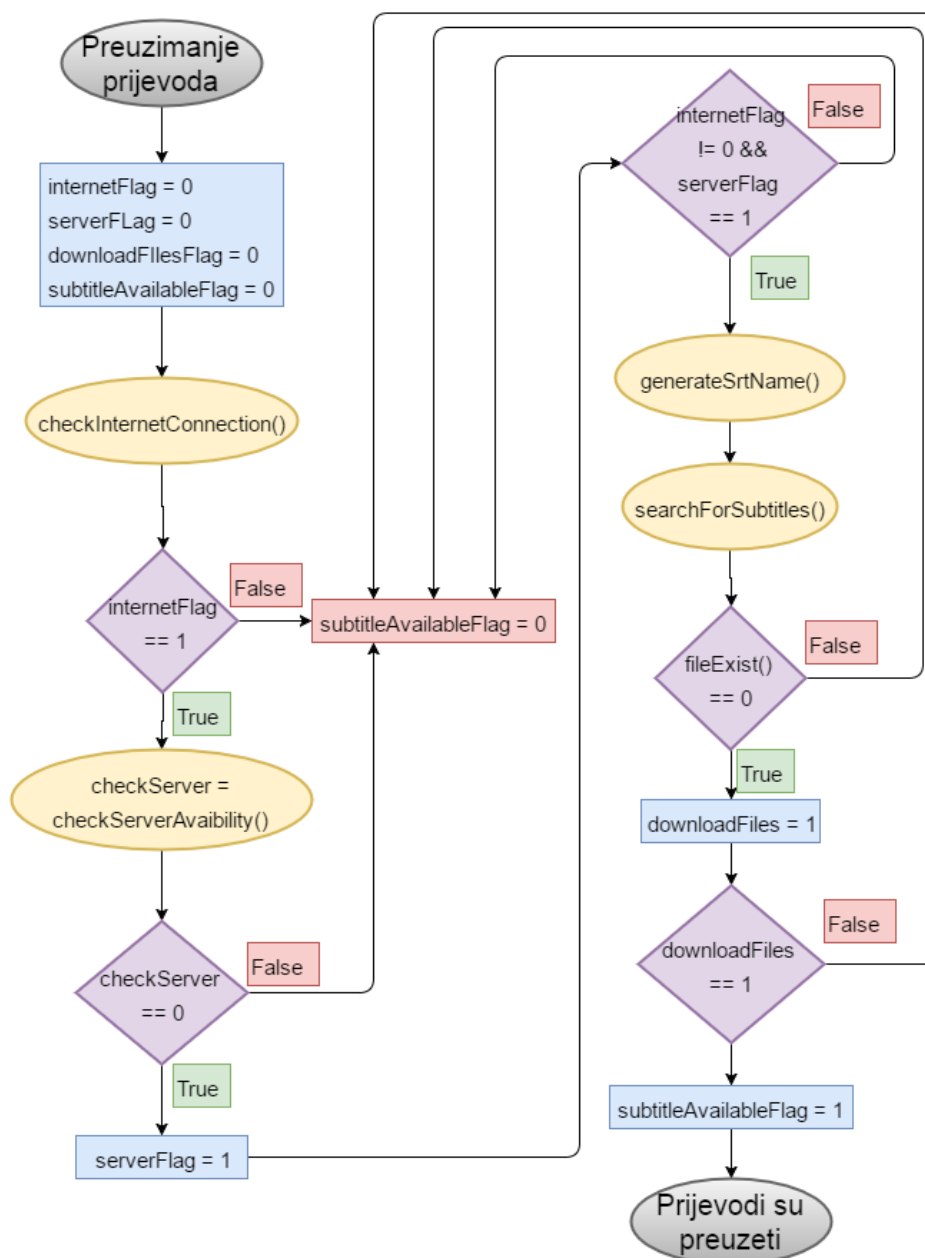 Preuzimanje
prijevoda
internetFlag = 0
serverFLag = 0
downloadFIlesFlag = 0
subtitleAvailableFlag = 0
checkInternetConnection()
internetFlag
== 1
False
True
subtitleAvailableFlag = 0
checkServer =
checkServerAvaibility()
checkServer
== 0
False
True
serverFlag = 1
internetFlag
!= 0 &&
serverFlag
== 1
False
True
generateSrtName()
searchForSubtitles()
fileExist()
== 0
False
True
downloadFiles = 1
downloadFiles
== 1
False
subtitleAvailableFlag = 1
Prijevodi su
preuzeti